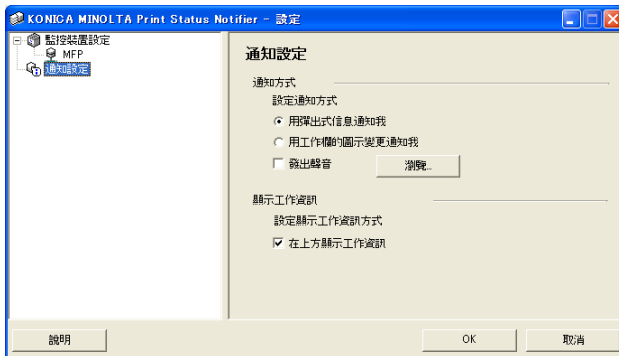 KONICA MINOLTA Print Status Notifier - 設定
監控裝置設定
MFP
通知設定
通知設定
通知方式
設定通知方式
用彈出式信息通知我
用工作欄的圖示變更通知我
發出聲音
瀏覽...
顯示工作資訊
設定顯示工作資訊方式
在上方顯示工作資訊
說明
OK
取消